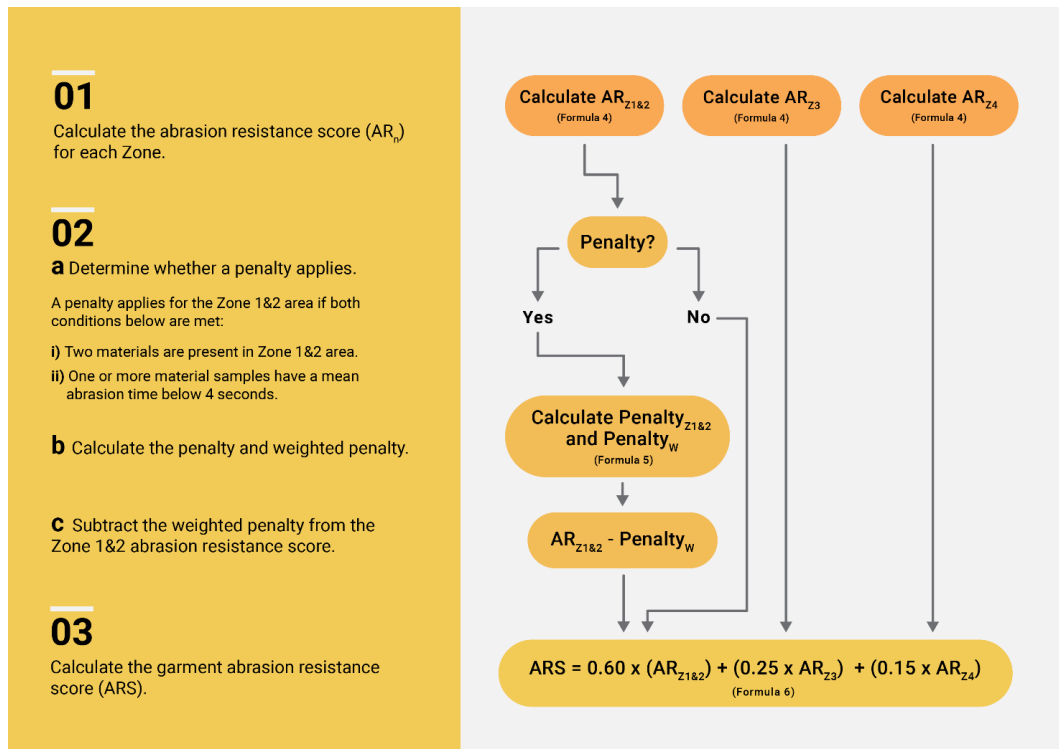 01
Calculate the abrasion resistance score (ARn)
for each Zone.
02
a Determine whether a penalty applies.
A penalty applies for the Zone 1&2 area if both
conditions below are met:
i) Two materials are present in Zone 1&2 area.
ii) One or more material samples have a mean
abrasion time below 4 seconds.
b Calculate the penalty and weighted penalty.
c Subtract the weighted penalty from the
Zone 1&2 abrasion resistance score.
03
Calculate the garment abrasion resistance
score (ARS).
Calculate ARZ1&2
(Formula 4)
Calculate ARZ3
(Formula 4)
Calculate ARZ4
(Formula 4)
Penalty?
Yes
No
Calculate PenaltyZ1&2
and PenaltyW
(Formula 5)
ARZ1&2 - PenaltyW
ARS = 0.60 x (ARZ1&2) + (0.25 x ARZ3) + (0.15 x ARZ4)
(Formula 6)